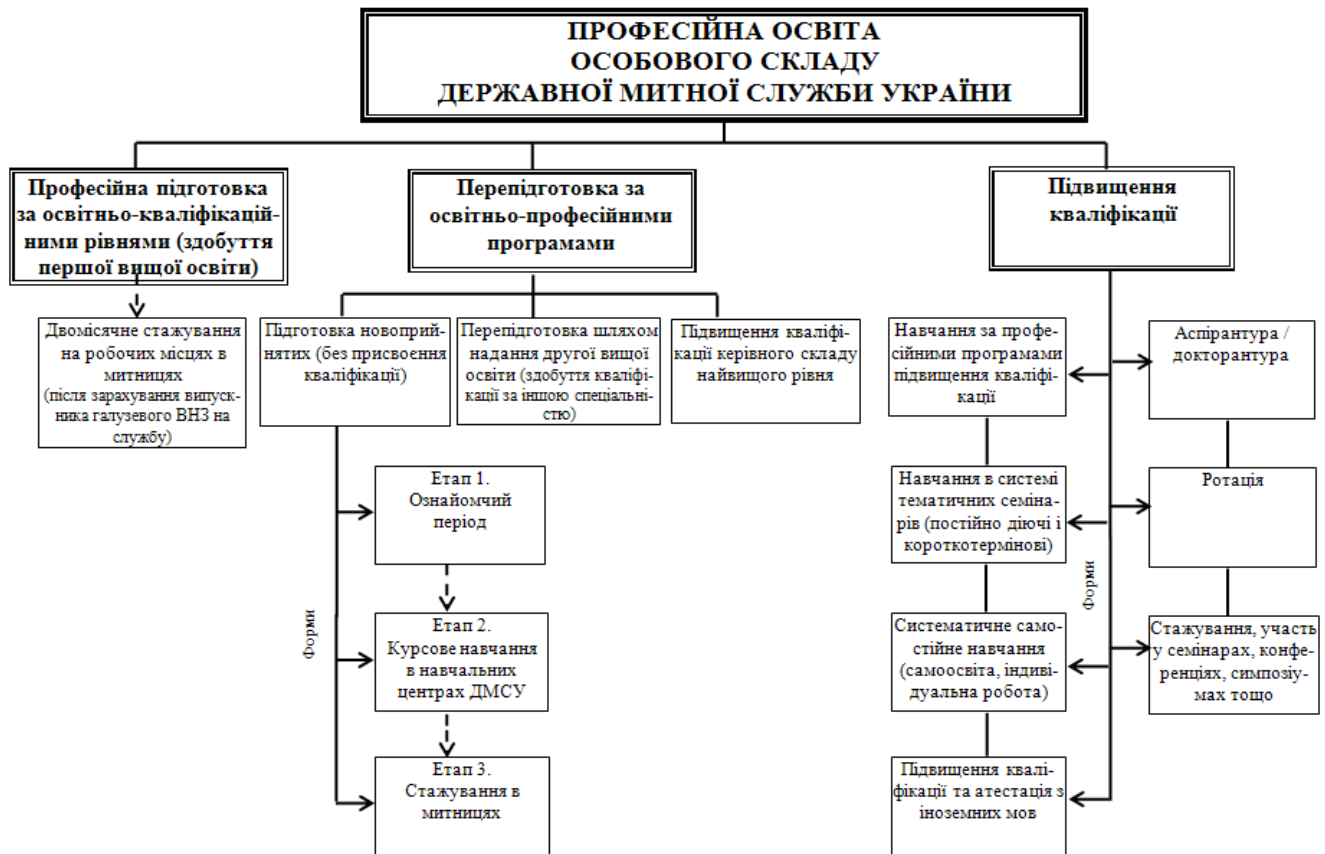 ПРОФЕСІЙНА ОСВІТА
ОСОБОВОГО СКЛАДУ
ДЕРЖАВНОЇ МИТНОЇ СЛУЖБИ УКРАЇНИ
Професійна підготовка
за освітньо-кваліфікацій-
ними рівнями (здобуття
першої вищої освіти)
Перепідготовка за
освітньо-професійними
програмами
Підвищення
кваліфікації
Двомісячне стажування
на робочих місцях в
митницях
(після зарахування випуск-
ника галузевого ВНЗ на
службу)
Підготовка новоприй-
нятих (без присвоєння
кваліфікації)
Перепідготовка шляхом
надання другої вищої
освіти (здобуття кваліфі-
кації за іншою спеціальні-
стю)
Підвищення кваліфі-
кації керівного складу
найвищого рівня
Навчання за профе-
сійними програмами
підвищення кваліфі-
кації
Аспірантура /
докторантура
Форми
Етап 1.
Ознайомчий
період
Етап 2.
Курсове навчання
в навчальних
центрах ДМСУ
Етап 3.
Стажування в
митницях
Навчання в системі
тематичних семіна-
рів (постійно діючі і
короткотермінові)
Ротація
Форми
Систематичне само-
стійне навчання
(самоосвіта, індиві-
дуальна робота)
Стажування, участь
у семінарах, конфе-
ренціях, симпозіу-
мах тощо
Підвищення квалі-
фікації та атестація з
іноземних мов